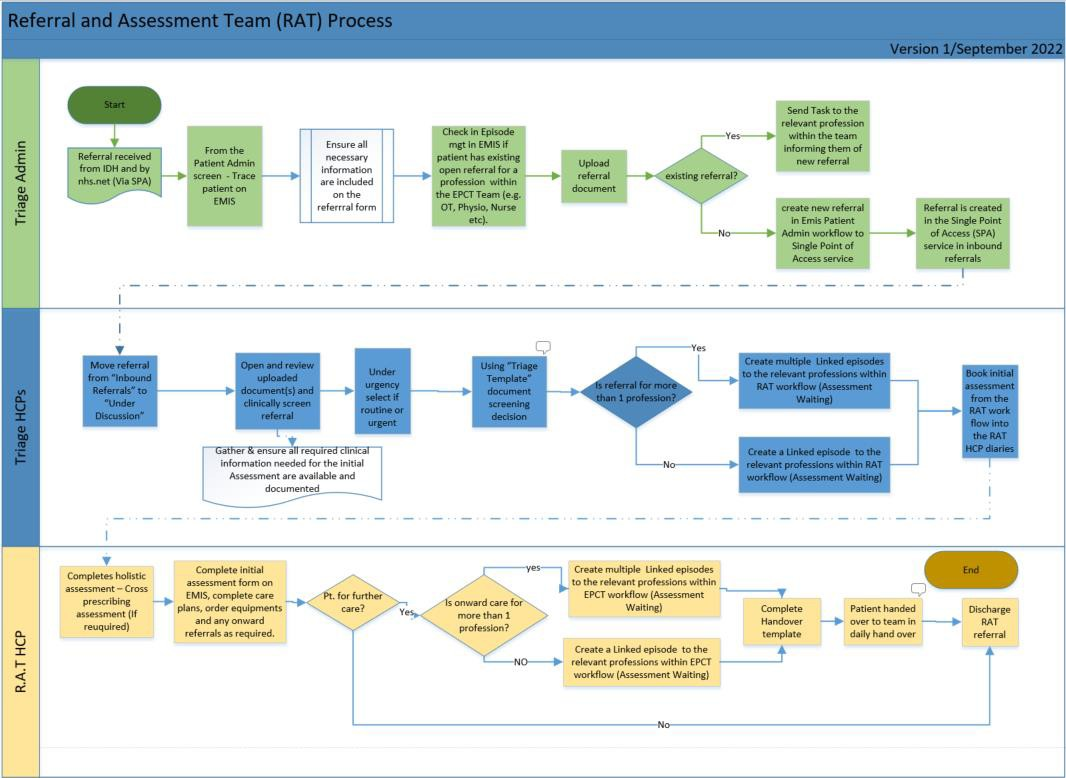 Referral and Assessment Team (RAT) Process
Version 1/September 2022
Triage Admin
Start
Referral received
from IDH and by
nhs.net (Via SPA)
From the
Patient Admin
screen - Trace
patient on
EMIS
Ensure all
necessary
information
are included
on the
referrral form
Check in Episode
mgt in EMIS if
patient has existing
open referral for a
profession within
the EPCT Team (e.g.
OT, Physio, Nurse
etc).
Upload
referral
document
existing referral?
Yes
Send Task to the
relevant profession
within the team
informing them of
new referral
No
create new referral
in Emis Patient
Admin workflow to
Single Point of
Access service
Referral is created
in the Single Point
of Access (SPA)
service in inbound
referrals
Triage HCPs
Move referral
from "Inbound
Referrals" to
"Under
Discussion"
Open and review
uploaded
document(s) and
clinically screen
referral
Gather & ensure all required clinical
information needed for the initial
Assessment are available and
documented
Under
urgency
select if
routine or
urgent
Using "Triage
Template"
document
screening
decision
Is referral for more
than 1 profession?
Yes
Create multiple Linked episodes
to the relevant professions within
RAT workflow (Assessment
Waiting)
No
Create a Linked episode to the
relevant professions within RAT
workflow (Assessment Waiting)
Book initial
assessment
from the
RAT work
flow into
the RAT
HCP diaries
R.A.T HCP
Completes holistic
assessment – Cross
prescribing
assessment (If
reuquired)
Complete initial
assessment form on
EMIS, complete care
plans, order equipments
and any onward
referrals as required.
Pt. for further
care?
Yes
Is onward care for
more than 1
profession?
yes
Create multiple Linked episodes
to the relevant professions within
EPCT workflow (Assessment
Waiting)
NO
Create a Linked episode to the
relevant professions within EPCT
workflow (Assessment Waiting)
Complete
Handover
template
Patient handed
over to team in
daily hand over
End
Discharge
RAT
referral
No